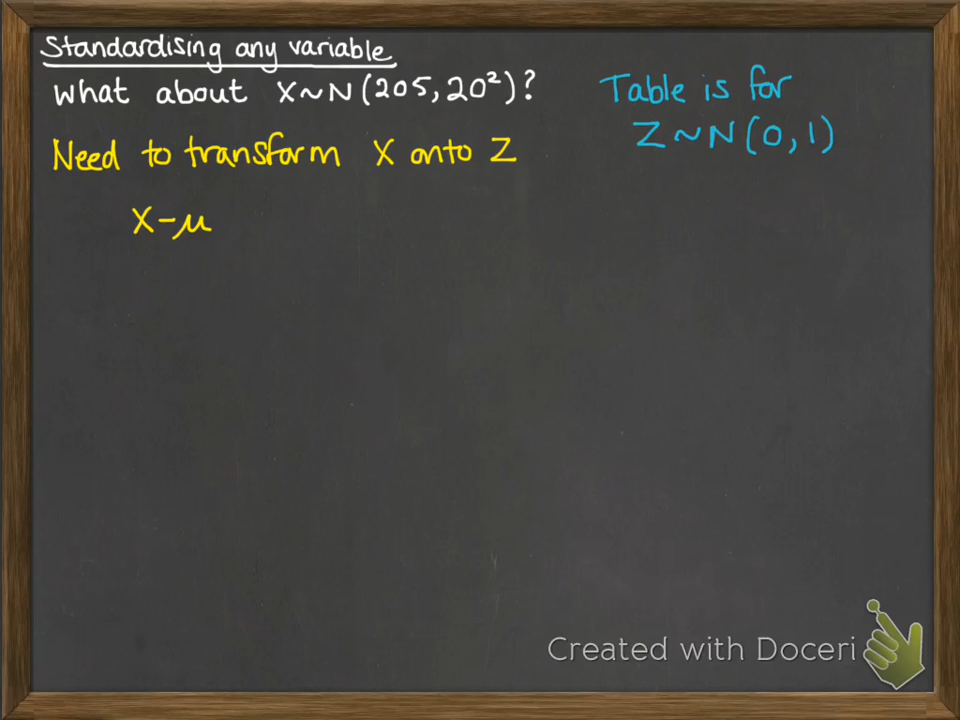 Standardising any variable
What about X~N(205,20²)?
Table is for
Z~N(0,1)
Need to transform X onto Z
X-μ
Created with Doceri